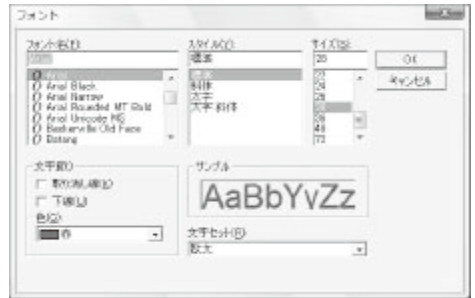 フォント
フォント名(F):
スタイル(Y):
サイズ(S):
Arial
標準
28
OK
キャンセル
Arial
Arial Black
Arial Narrow
Arial Rounded MT Bold
Arial Unicode MS
Baskerville Old Face
Batang
標準
斜体
太字
太字 斜体
22
24
26
28
36
48
72
文字飾り
取り消し線(K)
下線(U)
色(C):
赤
サンプル
AaBbYyZz
文字セット(R):
欧文